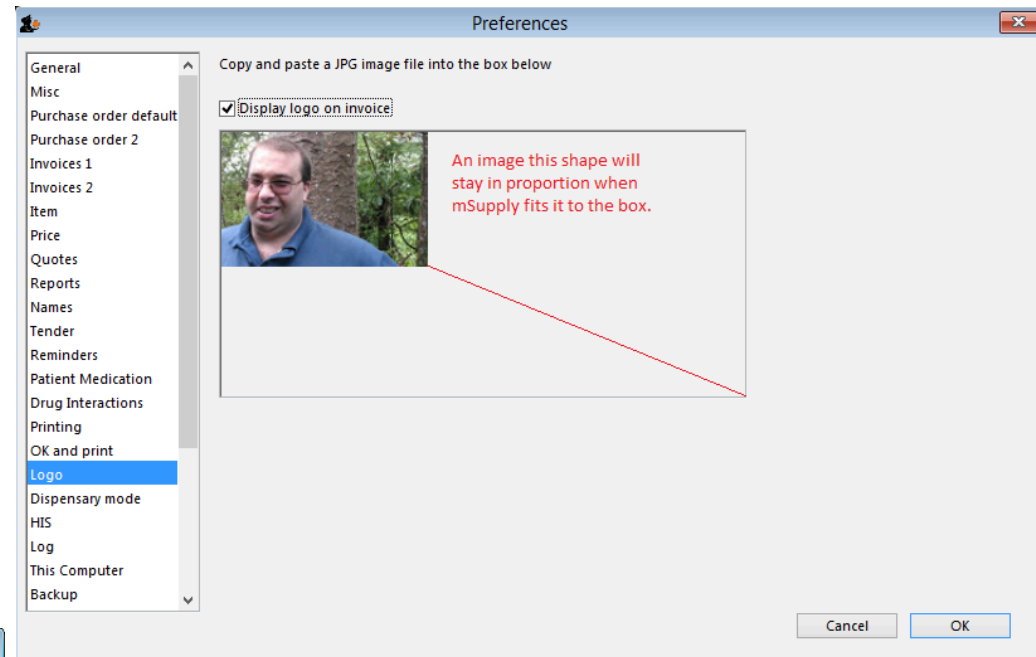 Preferences
General
Misc
Purchase order default
Purchase order 2
Invoices 1
Invoices 2
Item
Price
Quotes
Reports
Names
Tender
Reminders
Patient Medication
Drug Interactions
Printing
OK and print
Logo
Dispensary mode
HIS
Log
This Computer
Backup
Copy and paste a JPG image file into the box below
Display logo on invoice
An image this shape will
stay in proportion when
mSupply fits it to the box.
Cancel
OK